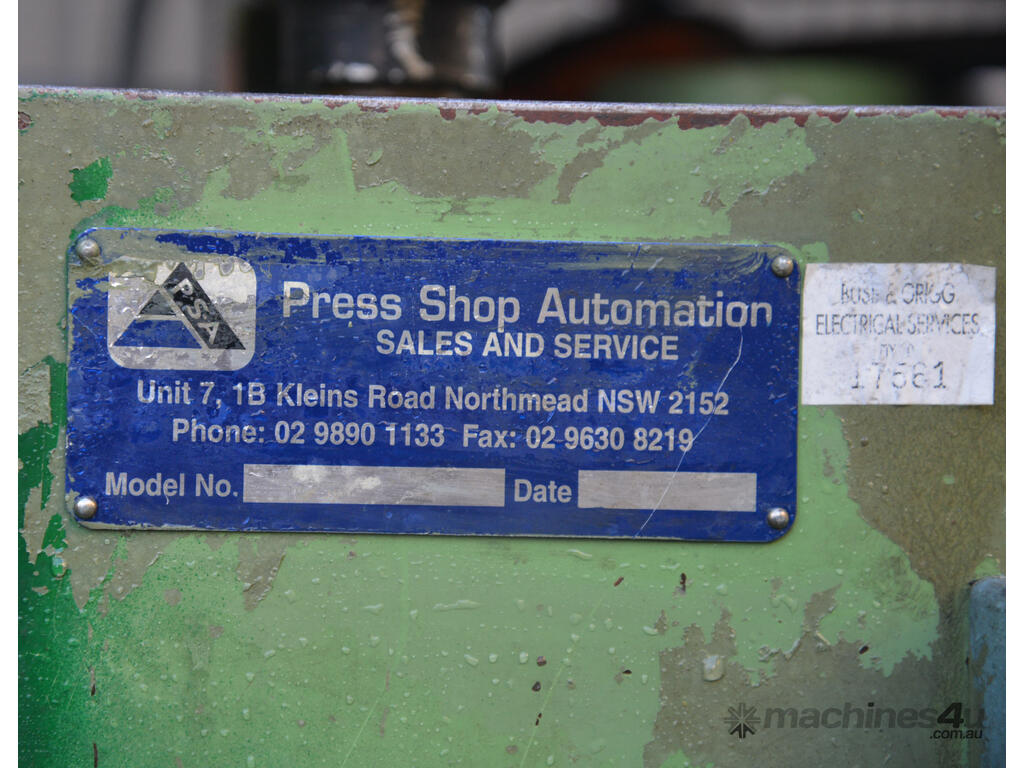 PSA
Press Shop Automation
SALES AND SERVICE
Unit 7, 1B Kleins Road Northmead NSW 2152
Phone: 02 9890 1133 Fax: 02 9630 8219
Model No.
Date
& GRIGG
ELECTRICAL SERVICES
17581
machines4u
.com.au